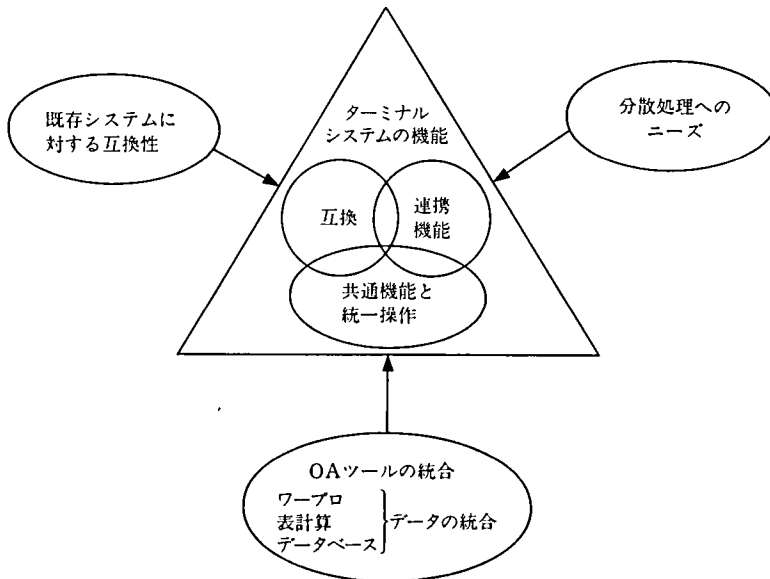 ターミナル
システムの機能
既存システムに
対する互換性
分散処理への
ニーズ
互換
連携
機能
共通機能と
統一操作
OAツールの統合
ワープロ
表計算
データベース
データの統合